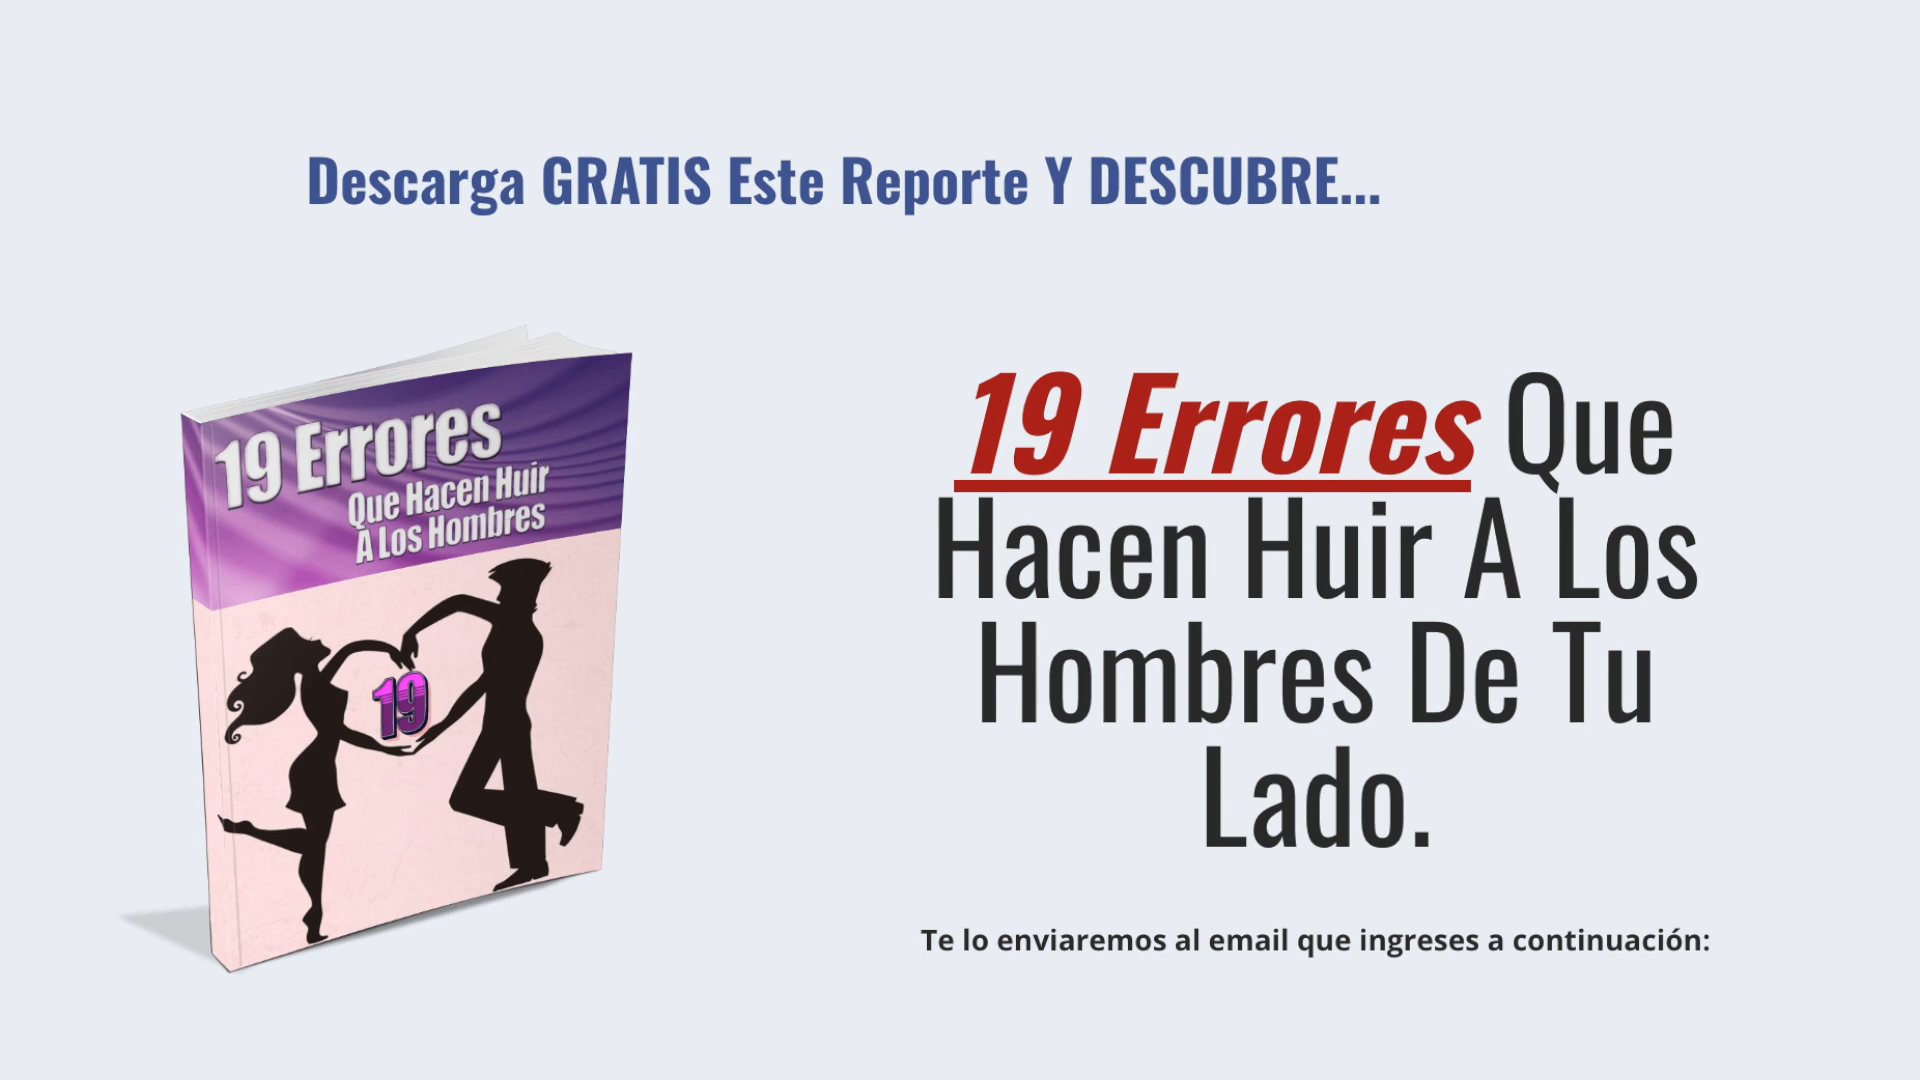 Descarga GRATIS Este Reporte Y DESCUBRE...
19 Errores
Que Hacen Huir
A Los Hombres
19
19 Errores Que
Hacen Huir A Los
Hombres De Tu
Lado.
Te lo enviaremos al email que ingreses a continuación: